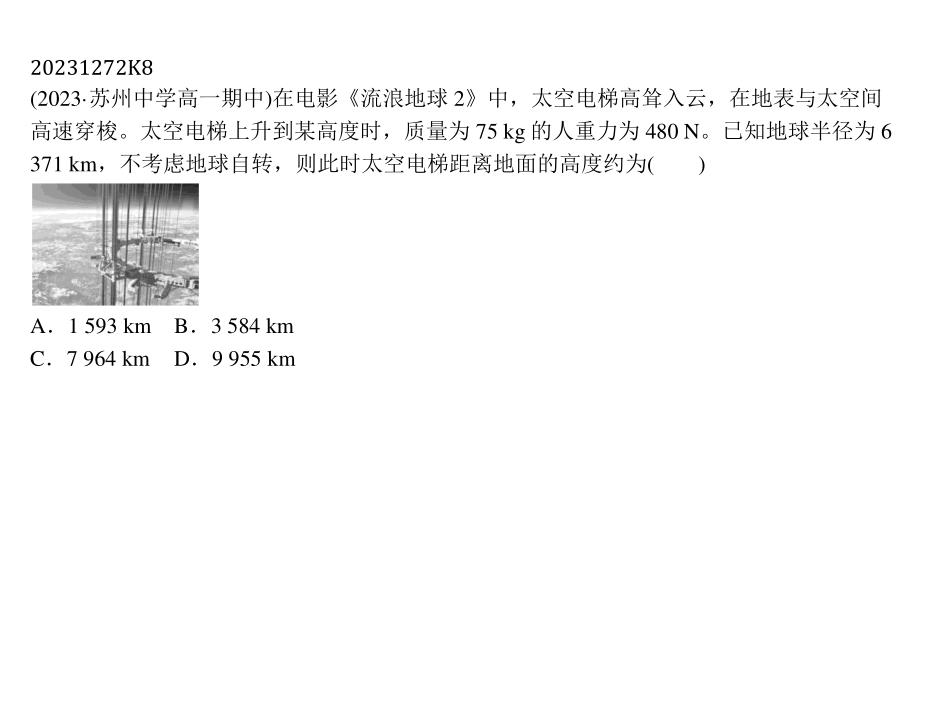 20231272K8
(2023·苏州中学高一期中)在电影《流浪地球 2》中，太空电梯高耸入云，在地表与太空间
高速穿梭。太空电梯上升到某高度时，质量为 75 kg 的人重力为 480 N。已知地球半径为 6
371 km，不考虑地球自转，则此时太空电梯距离地面的高度约为(　　)
A．1 593 km　B．3 584 km
C．7 964 km　D．9 955 km